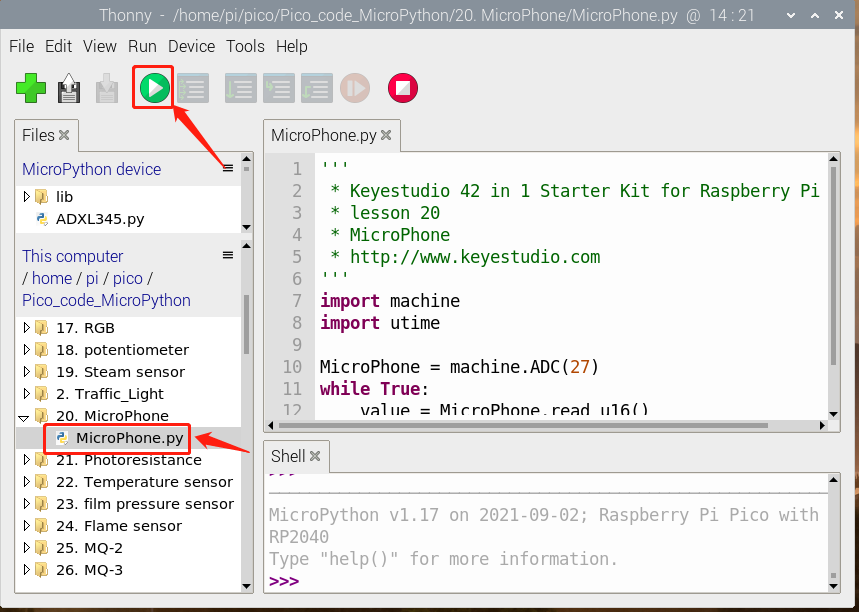 Thonny - /home/pi/pico/Pico_code_MicroPython/20. MicroPhone/MicroPhone.py @ 14:21
File Edit View Run Device Tools Help
Files
MicroPython device
lib
ADXL345.py
This computer
/ home / pi / pico /
Pico_code_MicroPython
17. RGB
18. potentiometer
19. Steam sensor
2. Traffic_Light
20. MicroPhone
MicroPhone.py
21. Photoresistance
22. Temperature sensor
23. film pressure sensor
24. Flame sensor
25. MQ-2
26. MQ-3
MicroPhone.py
1 '''
2 * Keyestudio 42 in 1 Starter Kit for Raspberry Pi
3 * lesson 20
4 * MicroPhone
5 * http://www.keyestudio.com
6 '''
7 import machine
8 import utime
9
10 MicroPhone = machine.ADC(27)
11 while True:
12 value = MicroPhone.read_u16()
Shell
>>>
MicroPython v1.17 on 2021-09-02; Raspberry Pi Pico with
RP2040
Type "help()" for more information.
>>>